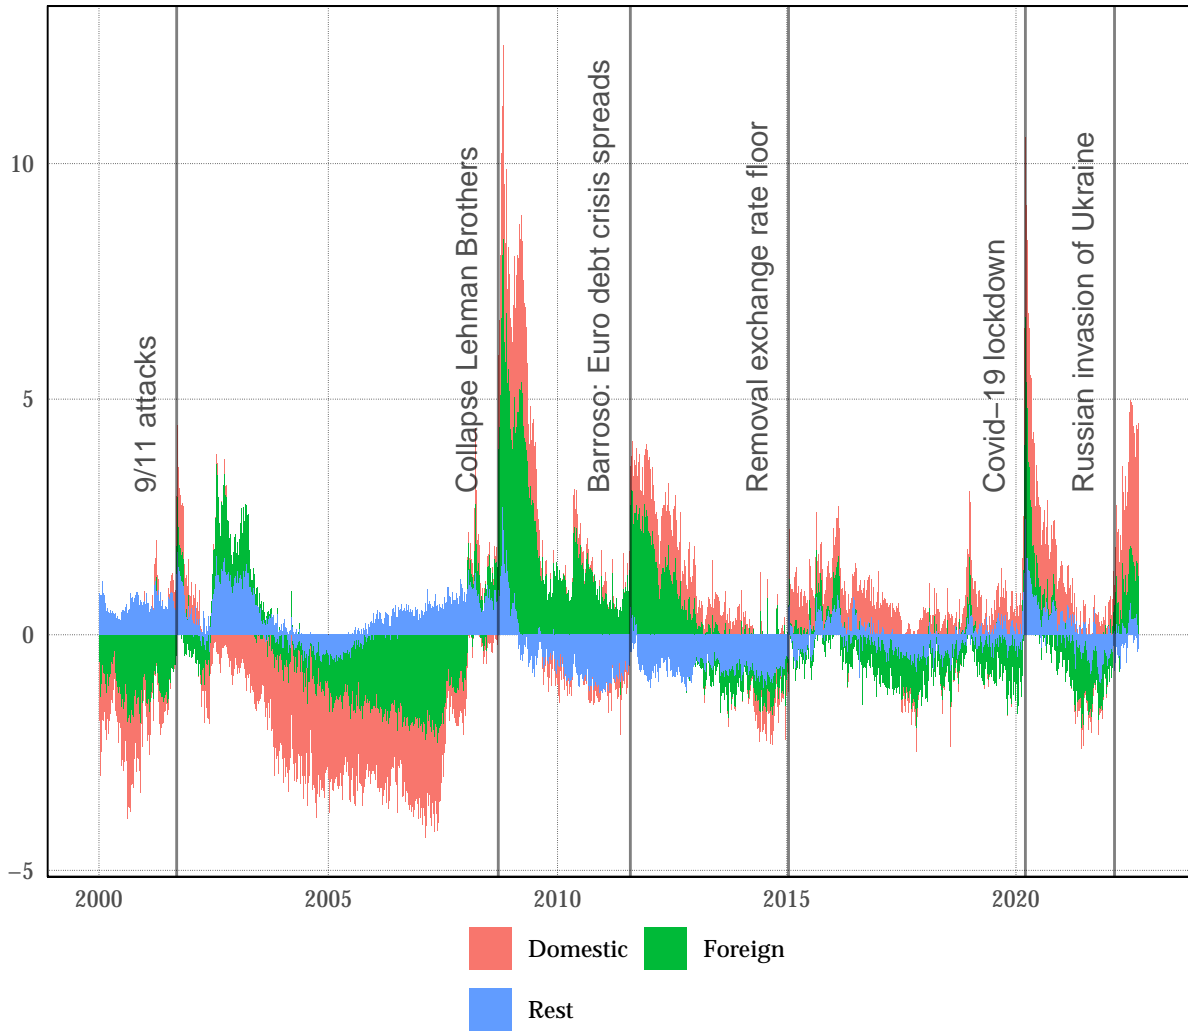 10
5
0
−5
9/11 attacks
Collapse Lehman Brothers
Barroso: Euro debt crisis spreads
Removal exchange rate floor
Covid−19 lockdown
Russian invasion of Ukraine
2000 2005 2010 2015 2020
Domestic Foreign
Rest